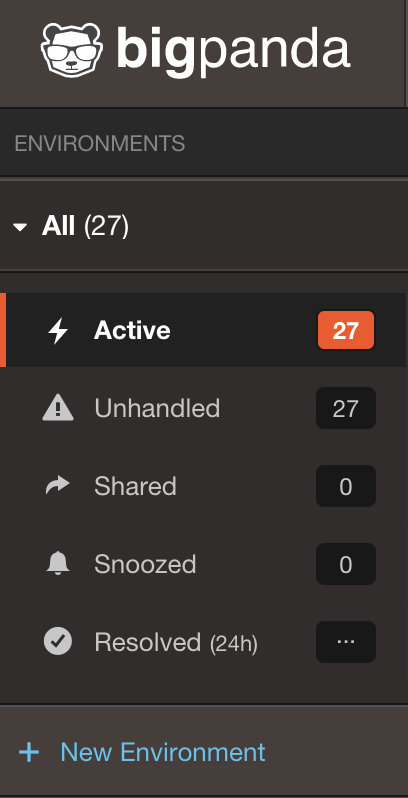 bigpanda
ENVIRONMENTS
All (27)
Active 27
Unhandled 27
Shared 0
Snoozed 0
Resolved (24h) ...
+ New Environment